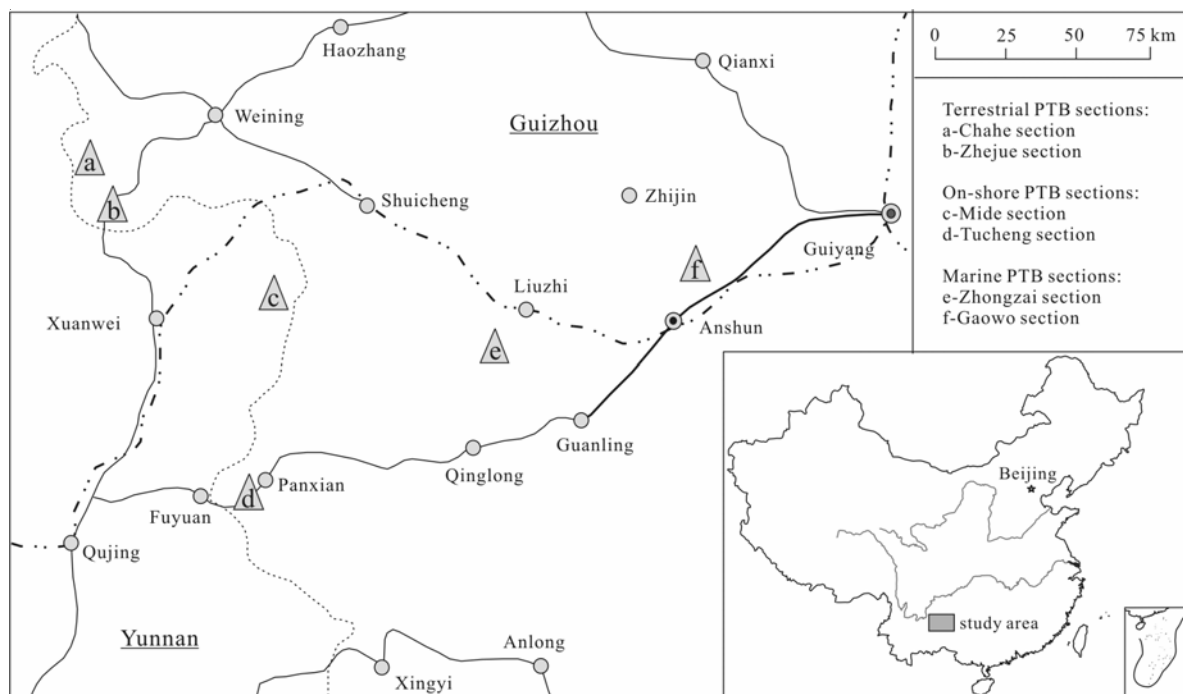 Haozhang
Qianxi
Weining
Guizhou
a
b
Shuicheng
Zhijin
c
f
Guiyang
Liuzhi
Xuanwei
e
Anshun
Guanling
Qinglong
Panxian
d
Fuyuan
Qujing
Yunnan
Anlong
Xingyi
0 25 50 75 km
Terrestrial PTB sections:
a-Chahe section
b-Zhejue section
On-shore PTB sections:
c-Mide section
d-Tucheng section
Marine PTB sections:
e-Zhongzai section
f-Gaowo section
Beijing
study area